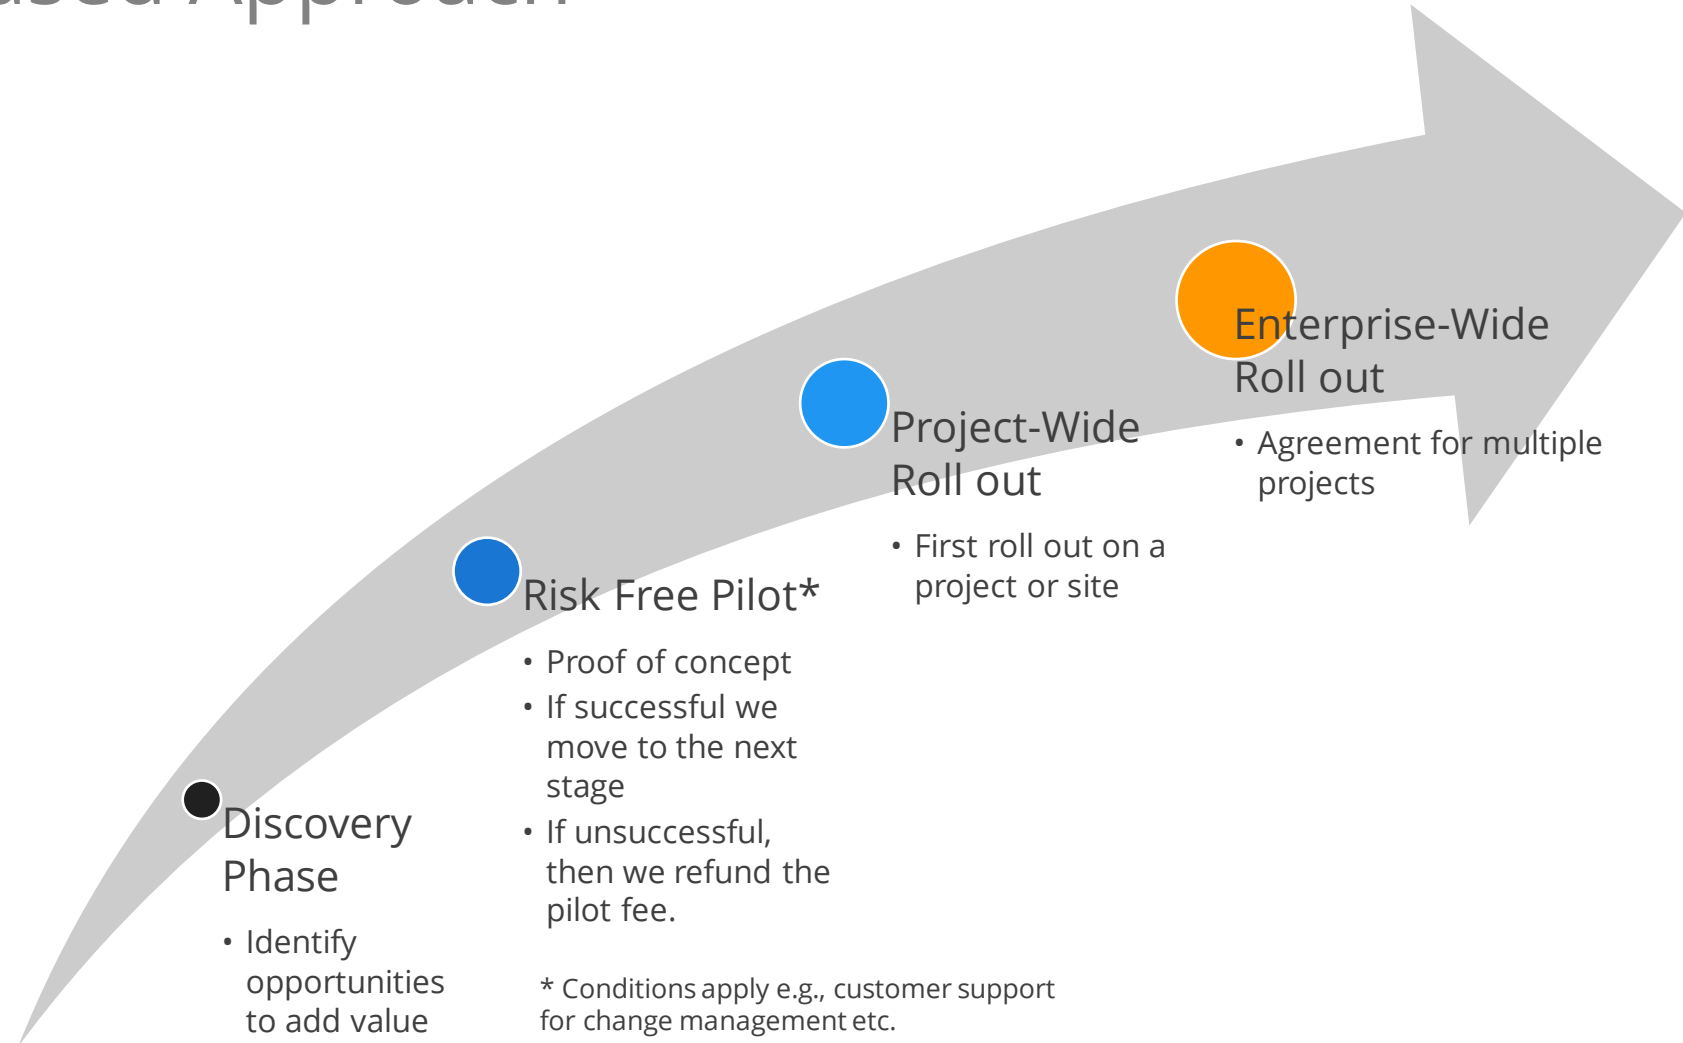 Approach
Discovery
Phase
• Identify
opportunities
to add value
Risk Free Pilot*
• Proof of concept
• If successful we
move to the next
stage
• If unsuccessful,
then we refund the
pilot fee.
* Conditions apply e.g., customer support
for change management etc.
Project-Wide
Roll out
• First roll out on a
project or site
Enterprise-Wide
Roll out
• Agreement for multiple
projects